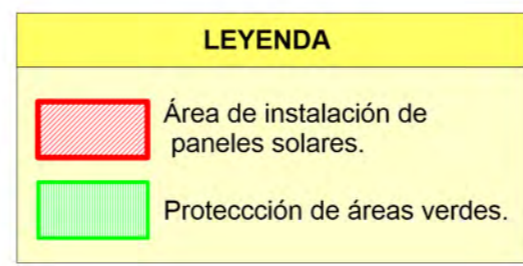 LEYENDA
Área de instalación de
paneles solares.
Proteccción de áreas verdes.